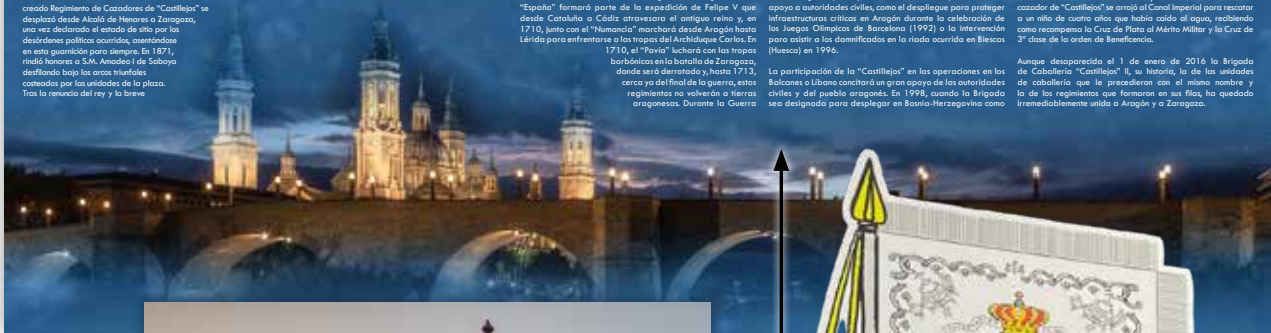 creado Regimiento de Cazadores de "Castillejos" se
desplazó desde Alcalá de Henares a Zaragoza,
una vez declarado el estado de sitio por los
desórdenes políticos ocurridos, asentándose
en esta guarnición para siempre. En 1871,
rindió honores a S.M. Amadeo I de Saboya
desfilando bajo los arcos triunfales
costeados por las unidades de la plaza.
Tras la renuncia del rey y la breve
"España" formará parte de la expedición de Felipe V que
desde Cataluña a Cádiz atravesara el antiguo reino y, en
1710, junto con el "Numancia" marchará desde Aragón hasta
Lérida para enfrentarse a las tropas del Archiduque Carlos. En
1710, el "Pavía" luchará con las tropas
borbónicas en la batalla de Zaragoza,
donde será derrotado y, hasta 1713,
cerca ya del final de la guerra, estos
regimientos no volverán a tierras
aragonesas. Durante la Guerra
apoyo a autoridades civiles, como el despliegue para proteger
infraestructuras críticas en Aragón durante la celebración de
los Juegos Olímpicos de Barcelona (1992) o la intervención
para asistir a los damnificados en la riada ocurrida en Biescas
(Huesca) en 1996.
La participación de la "Castillejos" en las operaciones en los
Balcanes o Líbano concitará un gran apoyo de las autoridades
civiles y del pueblo aragonés. En 1998, cuando la Brigada
sea designada para desplegar en Bosnia-Herzegovina como
cazador de "Castillejos" se arrojó al Canal Imperial para rescatar
a un niño de cuatro años que había caído al agua, recibiendo
como recompensa la Cruz de Plata al Mérito Militar y la Cruz de
3ª clase de la orden de Beneficencia.
Aunque desaparecida el 1 de enero de 2016 la Brigada
de Caballería "Castillejos" II, su historia, la de las unidades
de caballería que le precedieron con el mismo nombre y
la de los regimientos que formaron en sus filas, ha quedado
irremediablemente unida a Aragón y a Zaragoza.